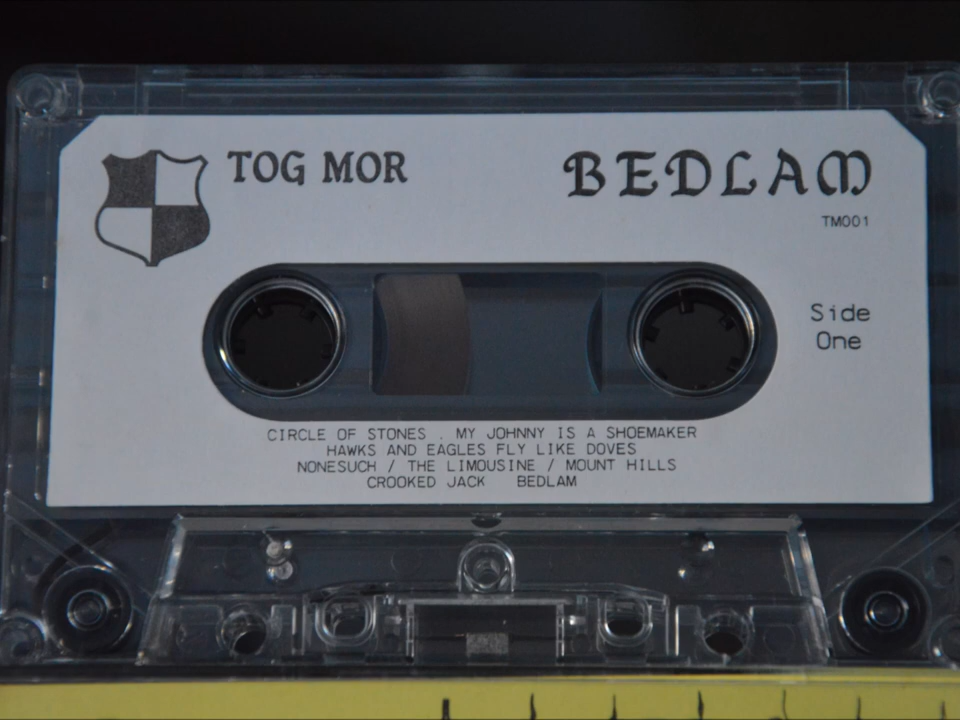 TOG MOR
BEDLAM
TM001
Side
One
CIRCLE OF STONES . MY JOHNNY IS A SHOEMAKER
HAWKS AND EAGLES FLY LIKE DOVES
NONESUCH / THE LIMOUSINE / MOUNT HILLS
CROOKED JACK BEDLAM